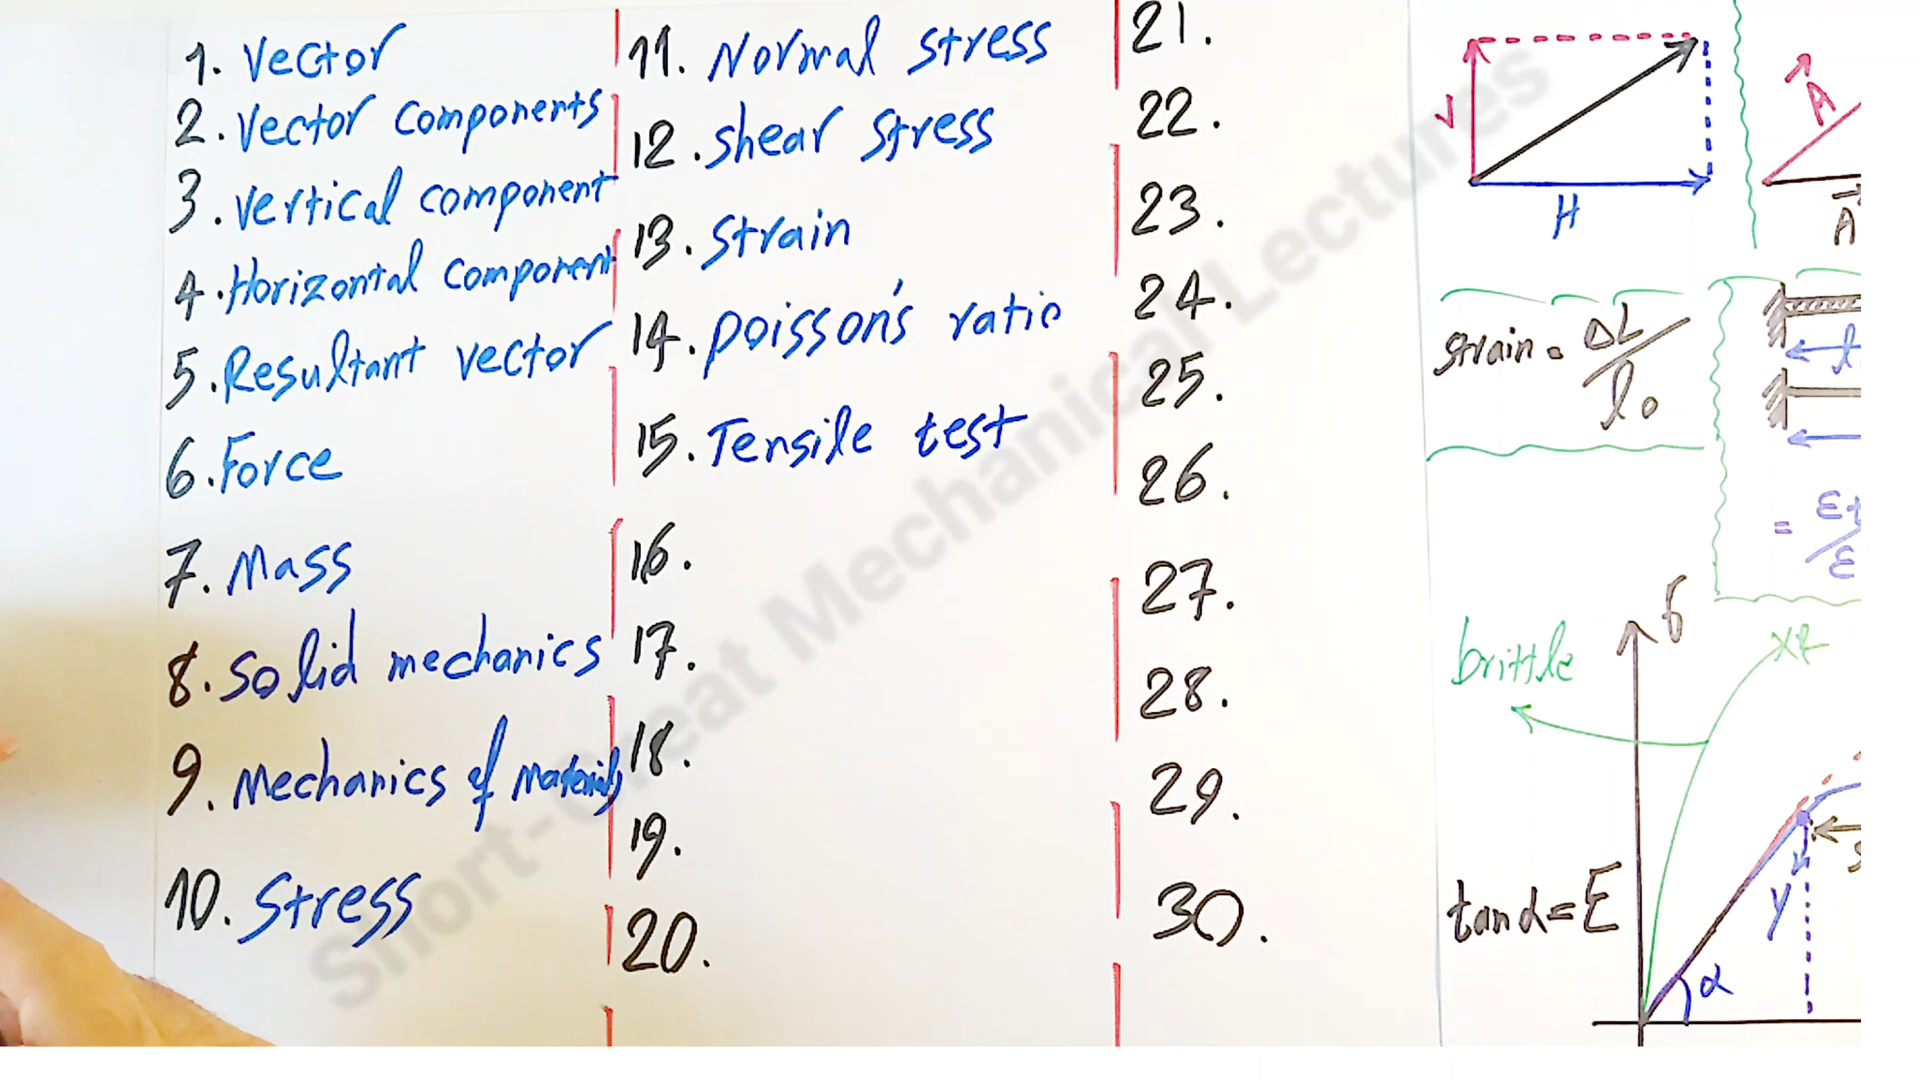 1. Vector
2. Vector components
3. Vertical component
4. Horizontal component
5. Resultant vector
6. Force
7. Mass
8. Solid mechanics
9. Mechanics of Materials
10. Stress
11. Normal stress
12. Shear stress
13. Strain
14. Poisson's ratio
15. Tensile test
16.
17.
18.
19.
20.
21.
22.
23.
24.
25.
26.
27.
28.
29.
30.
V
H
A
A
strain = ΔL/l₀
l
= εt/ε
σ
brittle
tan α = E
α
y
Short-Great Mechanical Lectures